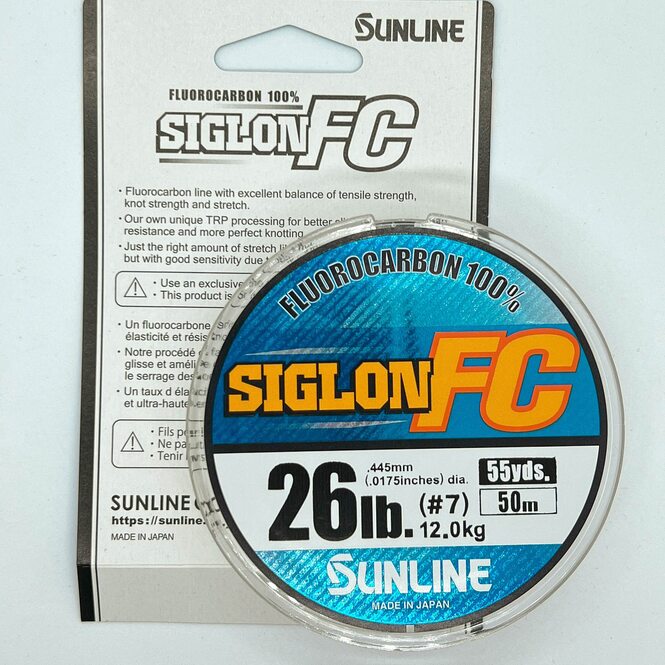 SUNLINE
FLUOROCARBON 100%
SIGLON FC
• Fluorocarbon line with excellent balance of tensile strength,
knot strength and stretch.
• Our own unique TRP processing for better
resistance and more perfect knotting
• Just the right amount of stretch
but with good sensitivity due
• Use an exclusive
• This product is
• Un fluorocarbone
élasticité et
• Notre procédé
glisse et
le serrage des
• Un taux d'
et ultra-haute
• Fils
• Ne
• Tenir
SUNLINE
https://sunline.
MADE IN JAPAN
FLUOROCARBON 100%
SIGLON FC
26lb.
.445mm
(.0175inches) dia.
(#7)
12.0kg
55yds.
50m
SUNLINE
MADE IN JAPAN